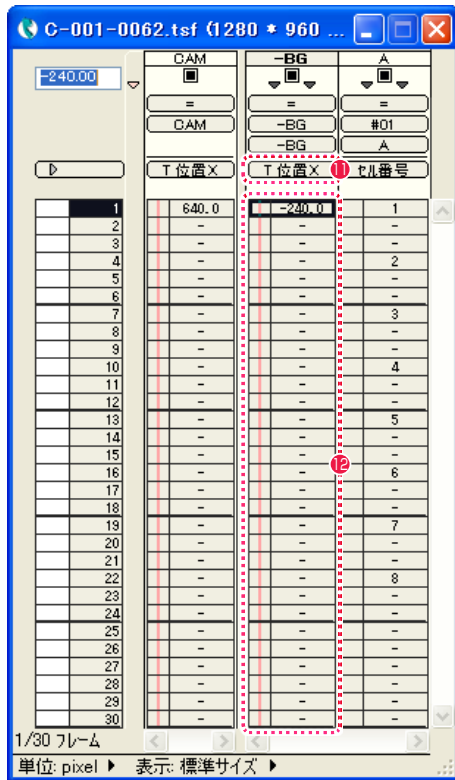 C-001-0062.tsf (1280 * 960 ...
-240.00
CAM -BG A
= = =
CAM -BG #01
-BG A
T 位置X T 位置X ⓫ セル番号
1 640.0 -240.0 1
2 - - -
3 - - -
4 - - 2
5 - - -
6 - - -
7 - - 3
8 - - -
9 - - -
10 - - 4
11 - - -
12 - - -
13 - - 5
14 - - -
15 - - -
⓬
16 - - 6
17 - - -
18 - - -
19 - - 7
20 - - -
21 - - -
22 - - 8
23 - - -
24 - - -
25 - - -
26 - - -
27 - - -
28 - - -
29 - - -
30 - - -
1/30 フレーム
単位: pixel 表示: 標準サイズ